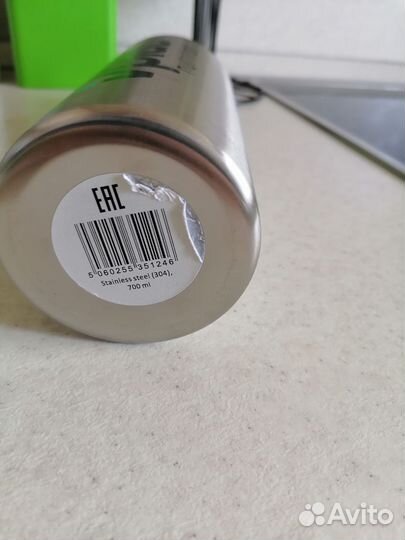 EAC
5 060255 351246
Stainless steel (304),
700 ml
Avito